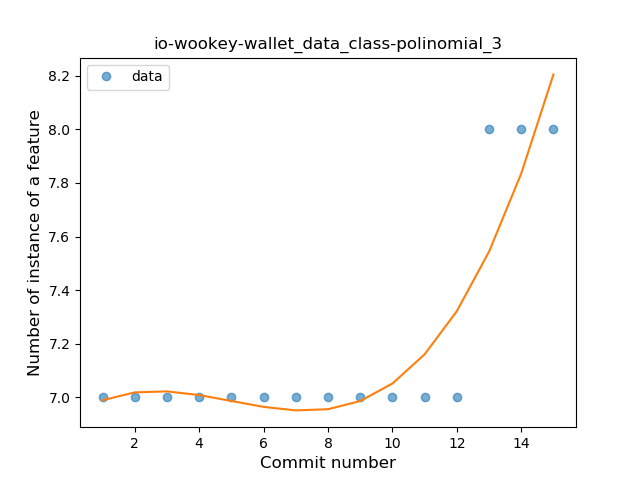 io-wookey-wallet_data_class-polinomial_3
data
Number of instance of a feature
8.2
8.0
7.8
7.6
7.4
7.2
7.0
2 4 6 8 10 12 14
Commit number